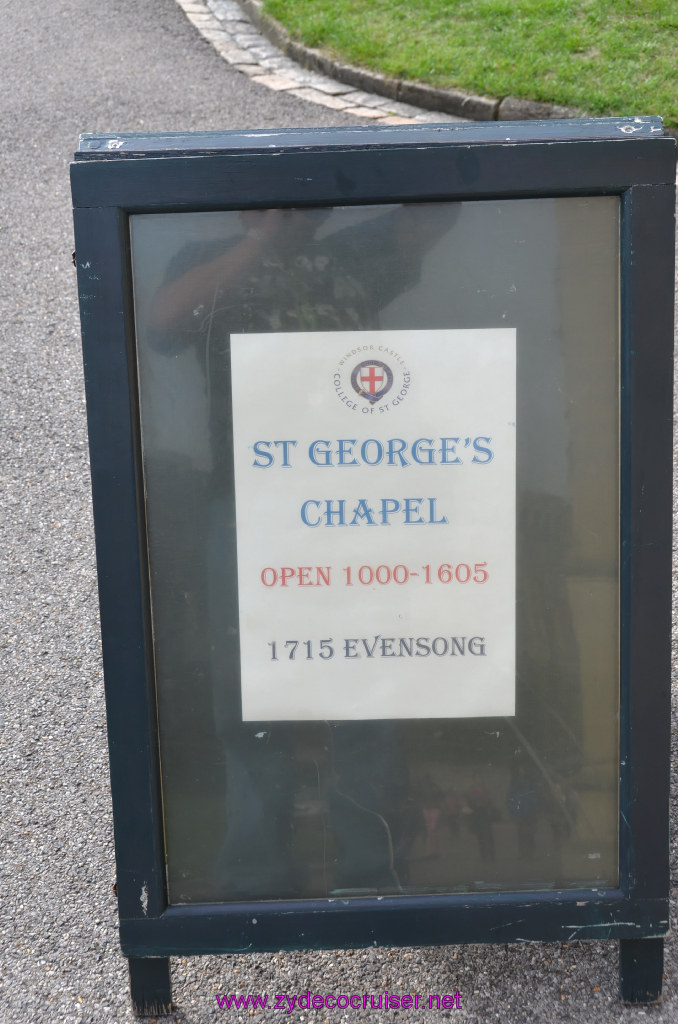 WINDSOR CASTLE
COLLEGE OF ST GEORGE
ST GEORGE'S
CHAPEL
OPEN 1000-1605
1715 EVENSONG
www.zydecocruiser.net